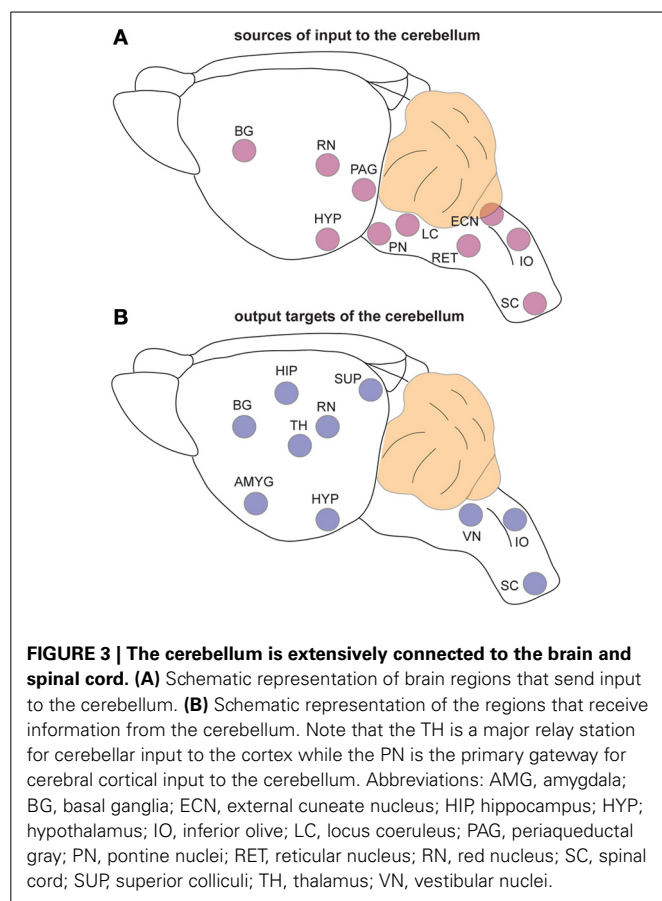 A sources of input to the cerebellum
BG
RN
PAG
HYP
PN
LC
ECN
RET
IO
SC
B output targets of the cerebellum
HIP
SUP
BG
RN
TH
AMYG
HYP
VN
IO
SC
FIGURE 3 | The cerebellum is extensively connected to the brain and
spinal cord. (A) Schematic representation of brain regions that send input
to the cerebellum. (B) Schematic representation of the regions that receive
information from the cerebellum. Note that the TH is a major relay station
for cerebellar input to the cortex while the PN is the primary gateway for
cerebral cortical input to the cerebellum. Abbreviations: AMG, amygdala;
BG, basal ganglia; ECN, external cuneate nucleus; HIP, hippocampus; HYP;
hypothalamus; IO, inferior olive; LC, locus coeruleus; PAG, periaqueductal
gray; PN, pontine nuclei; RET, reticular nucleus; RN, red nucleus; SC, spinal
cord; SUP, superior colliculi; TH, thalamus; VN, vestibular nuclei.